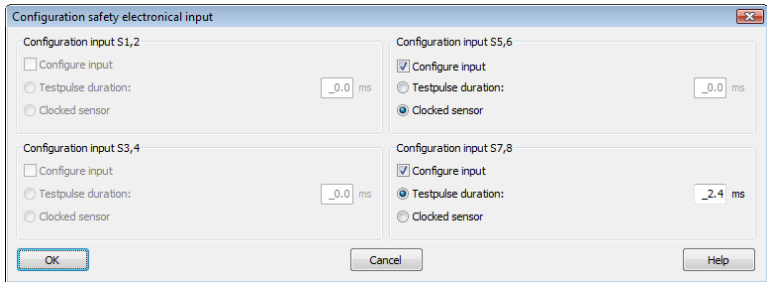 Configuration safety electronical input
Configuration input S1,2
Configure input
Testpulse duration: _0.0 ms
Clocked sensor
Configuration input S5,6
Configure input
Testpulse duration: _0.0 ms
Clocked sensor
Configuration input S3,4
Configure input
Testpulse duration: _0.0 ms
Clocked sensor
Configuration input S7,8
Configure input
Testpulse duration: _2.4 ms
Clocked sensor
OK Cancel Help